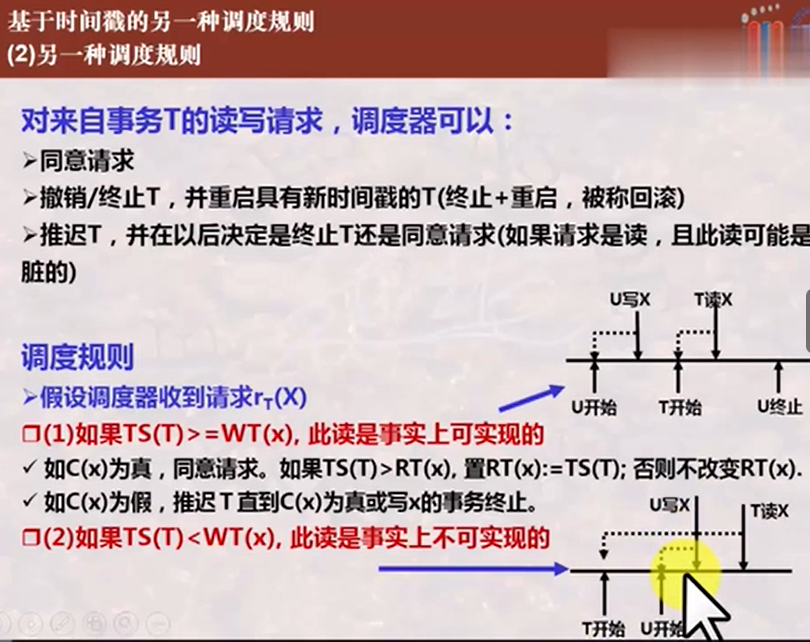 基于时间戳的另一种调度规则
(2)另一种调度规则
对来自事务T的读写请求，调度器可以：
➢同意请求
➢撤销/终止T，并重启具有新时间戳的T(终止+重启，被称回滚)
➢推迟T，并在以后决定是终止T还是同意请求(如果请求是读，且此读可能是
脏的)
U写X T读X
U开始 T开始 U终止
调度规则
➢假设调度器收到请求rT(X)
❒(1)如果TS(T)>=WT(x), 此读是事实上可实现的
✓ 如C(x)为真，同意请求。如果TS(T)>RT(x), 置RT(x):=TS(T); 否则不改变RT(x).
✓ 如C(x)为假，推迟T直到C(x)为真或写x的事务终止。
❒(2)如果TS(T)<WT(x), 此读是事实上不可实现的
U写X T读X
T开始 U开始